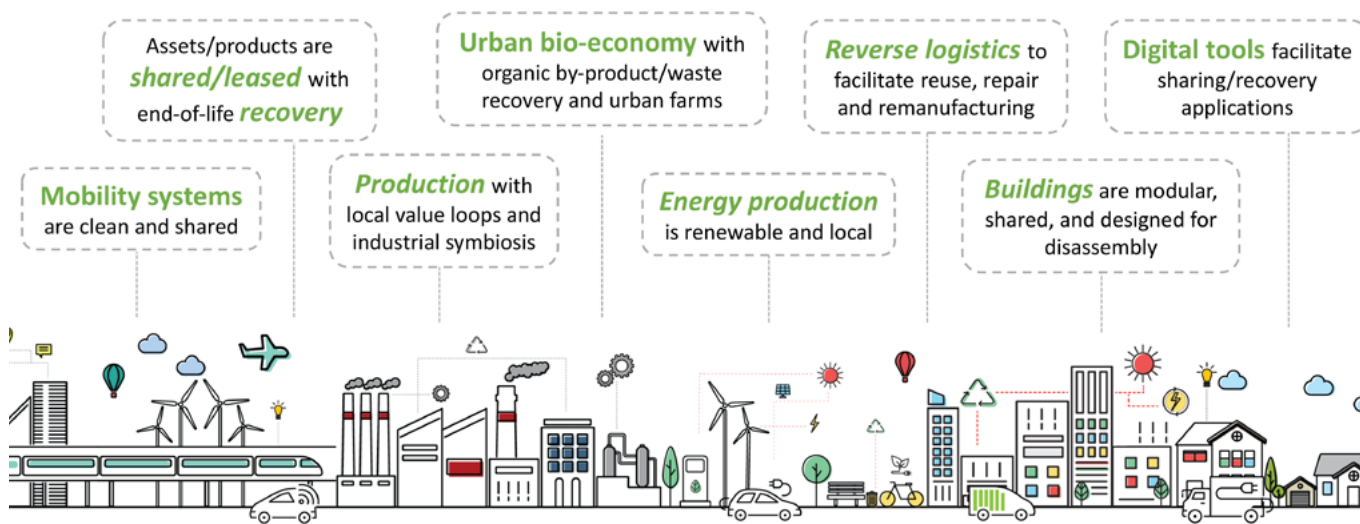 Assets/products are
shared/leased with
end-of-life recovery
Urban bio-economy with
organic by-product/waste
recovery and urban farms
Reverse logistics to
facilitate reuse, repair
and remanufacturing
Digital tools facilitate
sharing/recovery
applications
Mobility systems
are clean and shared
Production with
local value loops and
industrial symbiosis
Energy production
is renewable and local
Buildings are modular,
shared, and designed for
disassembly